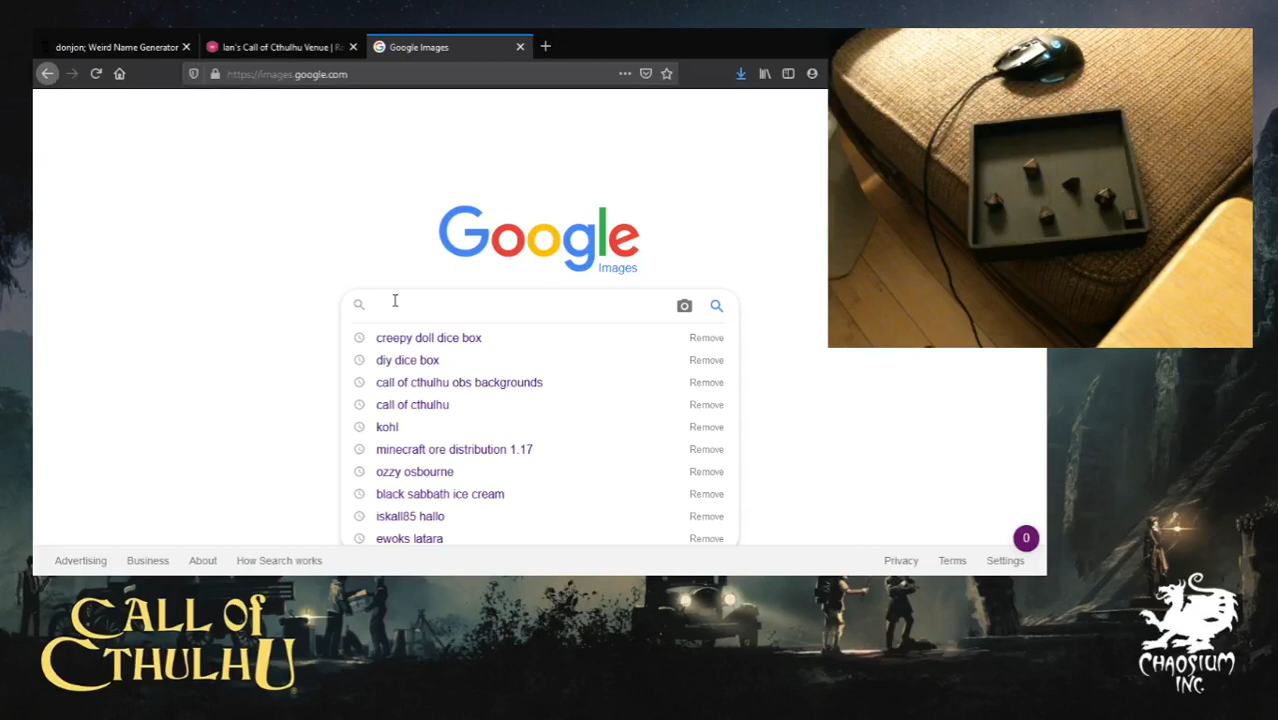 donjon; Weird Name Generator
Ian's Call of Cthulhu Venue | Ro
Google Images
https://images.google.com
Google
Images
creepy doll dice box Remove
diy dice box Remove
call of cthulhu obs backgrounds Remove
call of cthulhu Remove
kohl Remove
minecraft ore distribution 1.17 Remove
ozzy osbourne Remove
black sabbath ice cream Remove
iskall85 hallo Remove
ewoks latara Remove
0
Advertising Business About How Search works Privacy Terms Settings
CALL Of
CTHULHU
CHAOSIUM
INC.